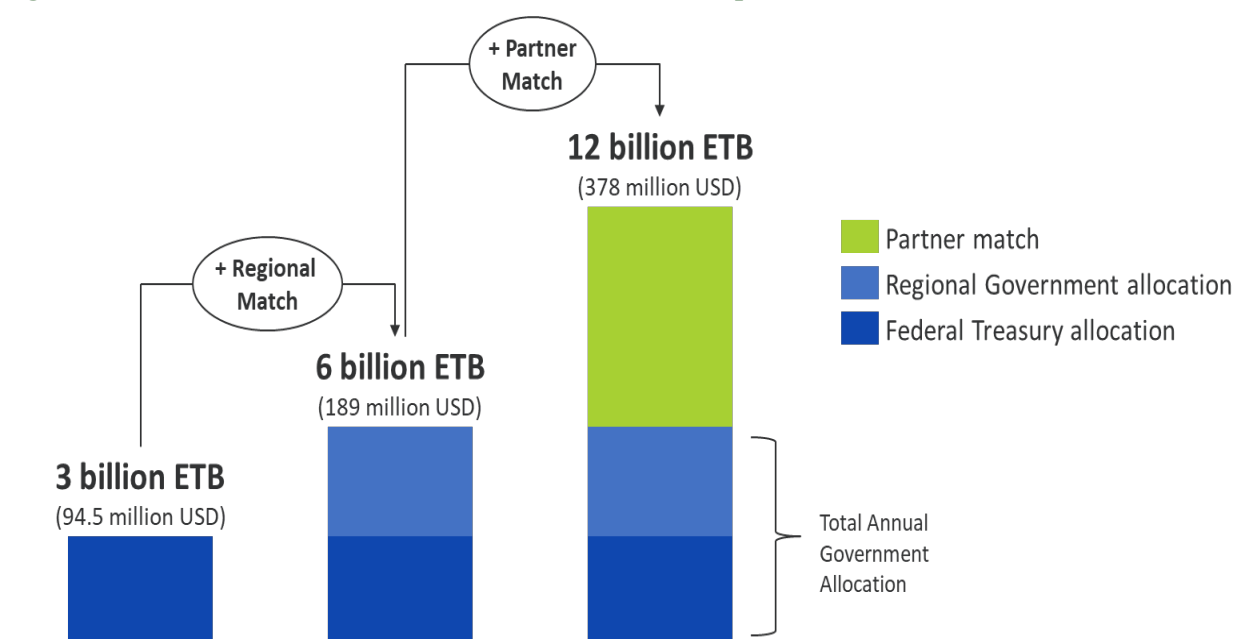 + Partner
Match
12 billion ETB
(378 million USD)
Partner match
+ Regional
Match
Regional Government allocation
Federal Treasury allocation
6 billion ETB
(189 million USD)
3 billion ETB
(94.5 million USD)
Total Annual
Government
Allocation